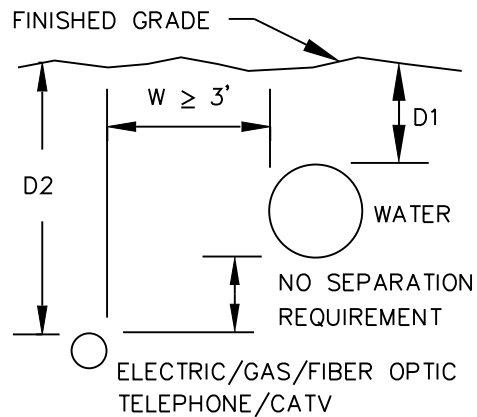 FINISHED GRADE
W ≥ 3'
D1
D2
WATER
NO SEPARATION
REQUIREMENT
ELECTRIC/GAS/FIBER OPTIC
TELEPHONE/CATV